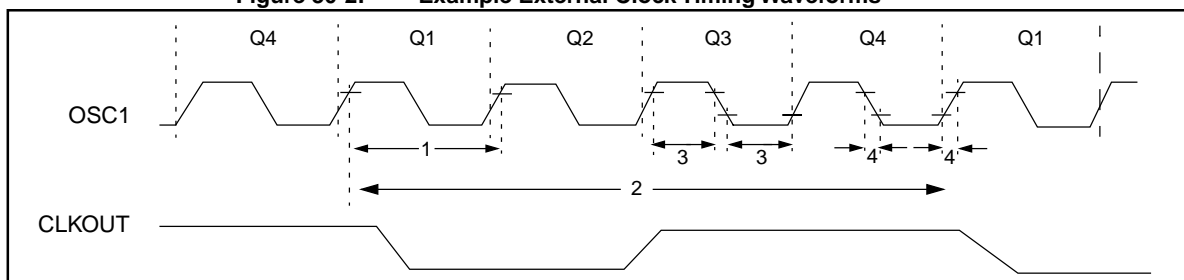 Figure 30-2: Example External Clock Timing Waveforms
Q4 Q1 Q2 Q3 Q4 Q1
OSC1
1 3 3 4 4
2
CLKOUT